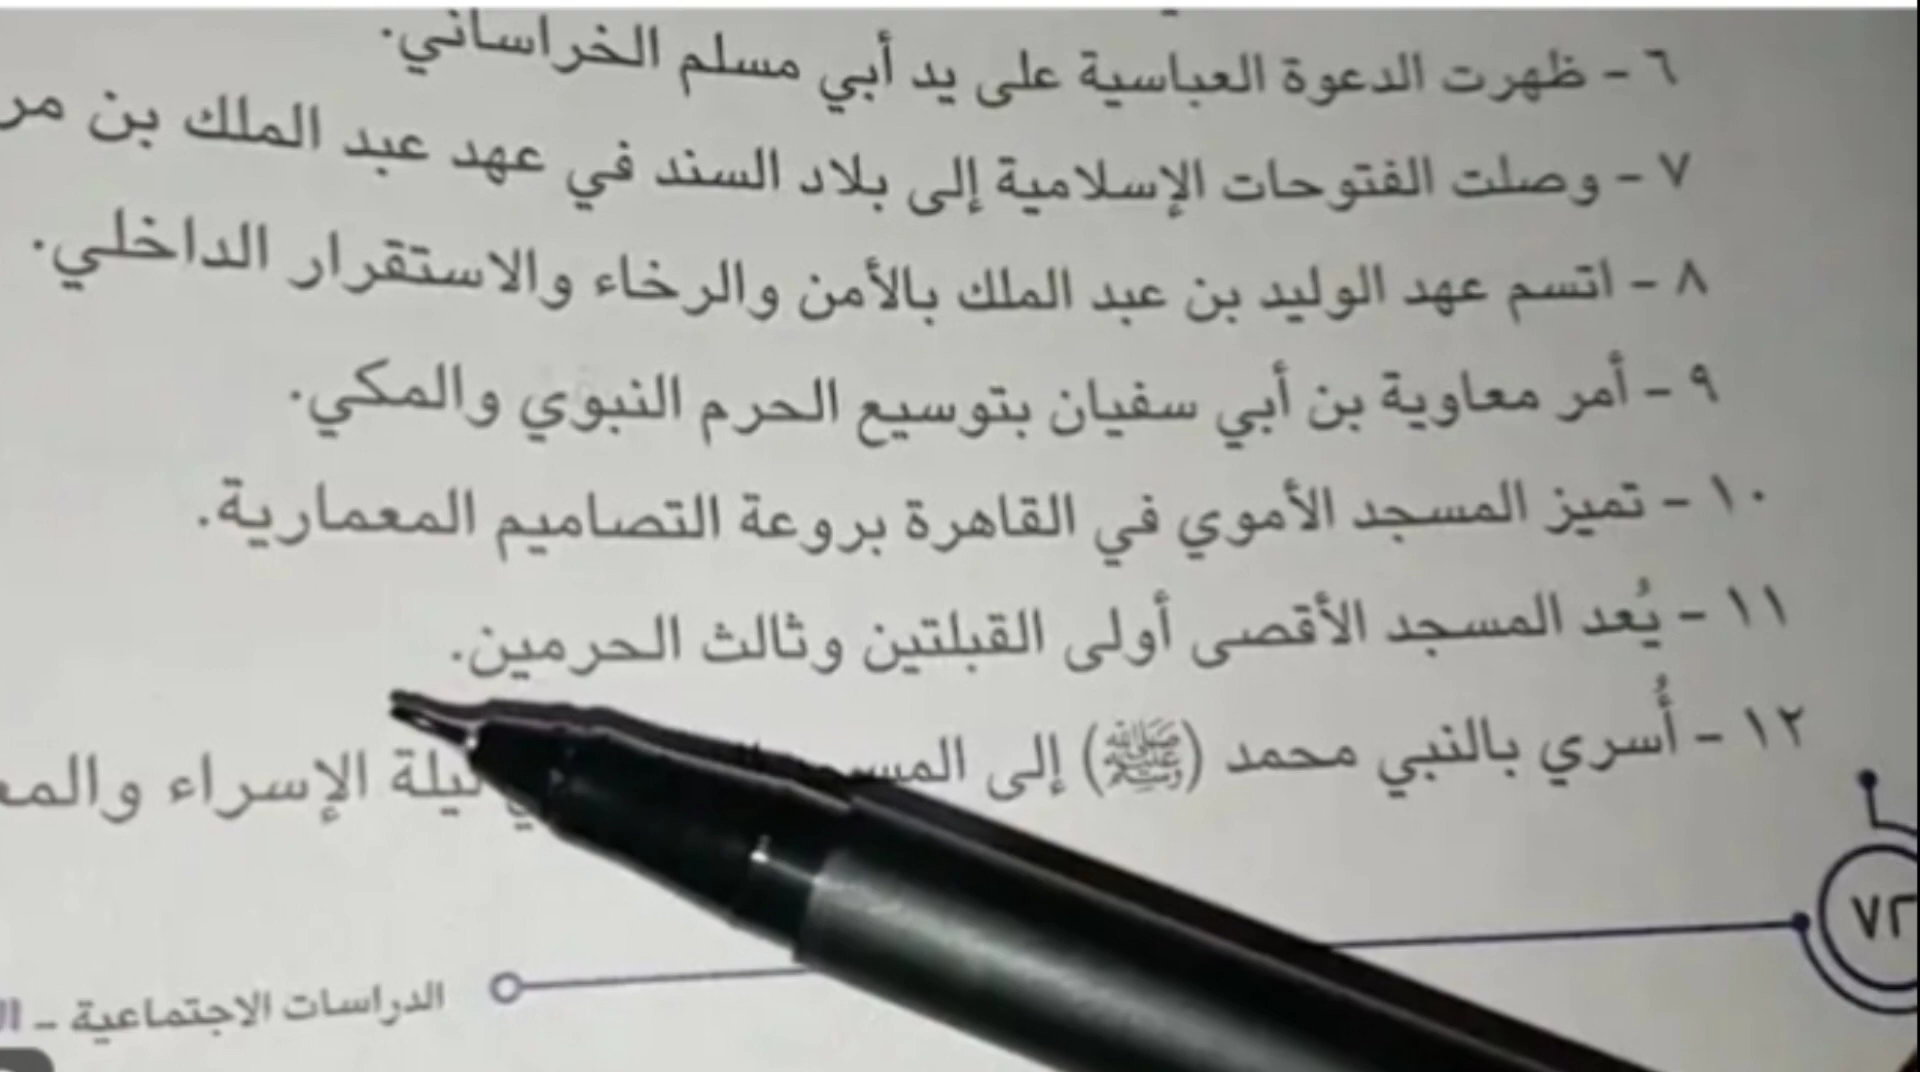 ٦ - ظهرت الدعوة العباسية على يد أبي مسلم الخراساني.
٧ - وصلت الفتوحات الإسلامية إلى بلاد السند في عهد عبد الملك بن مر
٨ - اتسم عهد الوليد بن عبد الملك بالأمن والرخاء والاستقرار الداخلي.
٩ - أمر معاوية بن أبي سفيان بتوسيع الحرم النبوي والمكي.
١٠ - تميز المسجد الأموي في القاهرة بروعة التصاميم المعمارية.
١١ - يُعد المسجد الأقصى أولى القبلتين وثالث الحرمين.
١٢ - أُسري بالنبي محمد (ﷺ) إلى ليلة الإسراء
٧٢
الدراسات الاجتماعية -